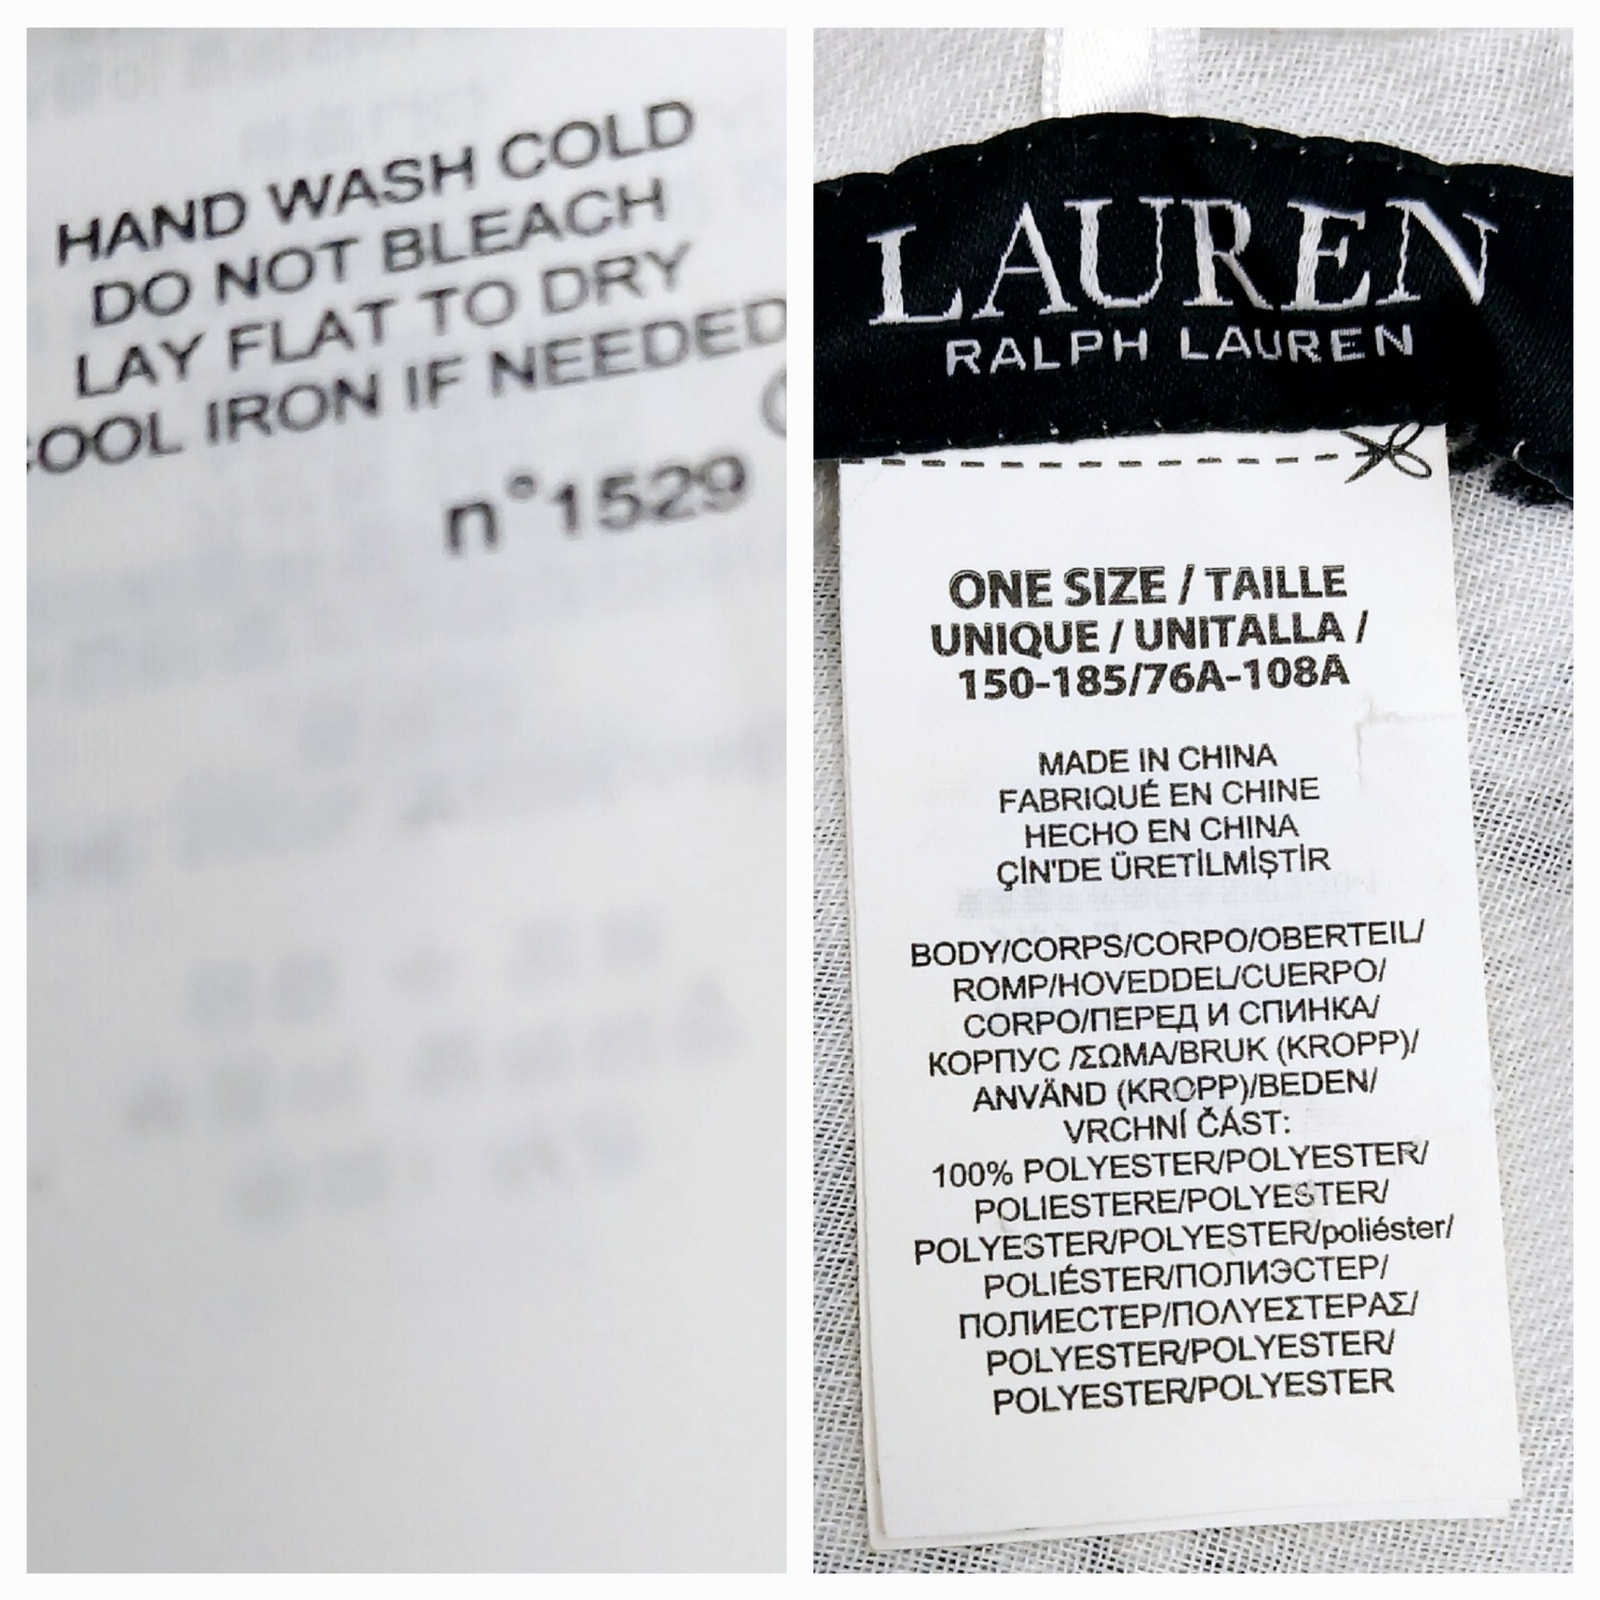 HAND WASH COLD
DO NOT BLEACH
LAY FLAT TO DRY
COOL IRON IF NEEDED
n°1529
LAUREN
RALPH LAUREN
ONE SIZE / TAILLE
UNIQUE / UNITALLA /
150-185/76A-108A
MADE IN CHINA
FABRIQUÉ EN CHINE
HECHO EN CHINA
ÇİN'DE ÜRETİLMİŞTİR
BODY/CORPS/CORPO/OBERTEIL/
ROMP/HOVEDDEL/CUERPO/
CORPO/ПЕРЕД И СПИНКА/
КОРПУС /ΣΩΜΑ/BRUK (KROPP)/
ANVÄND (KROPP)/BEDEN/
VRCHNÍ ČÁST:
100% POLYESTER/POLYESTER/
POLIESTERE/POLYESTER/
POLYESTER/POLYESTER/poliéster/
POLIÉSTER/ПОЛИЭСТЕР/
ПОЛИЕСТЕР/ΠΟΛΥΕΣΤΕΡΑΣ/
POLYESTER/POLYESTER/
POLYESTER/POLYESTER